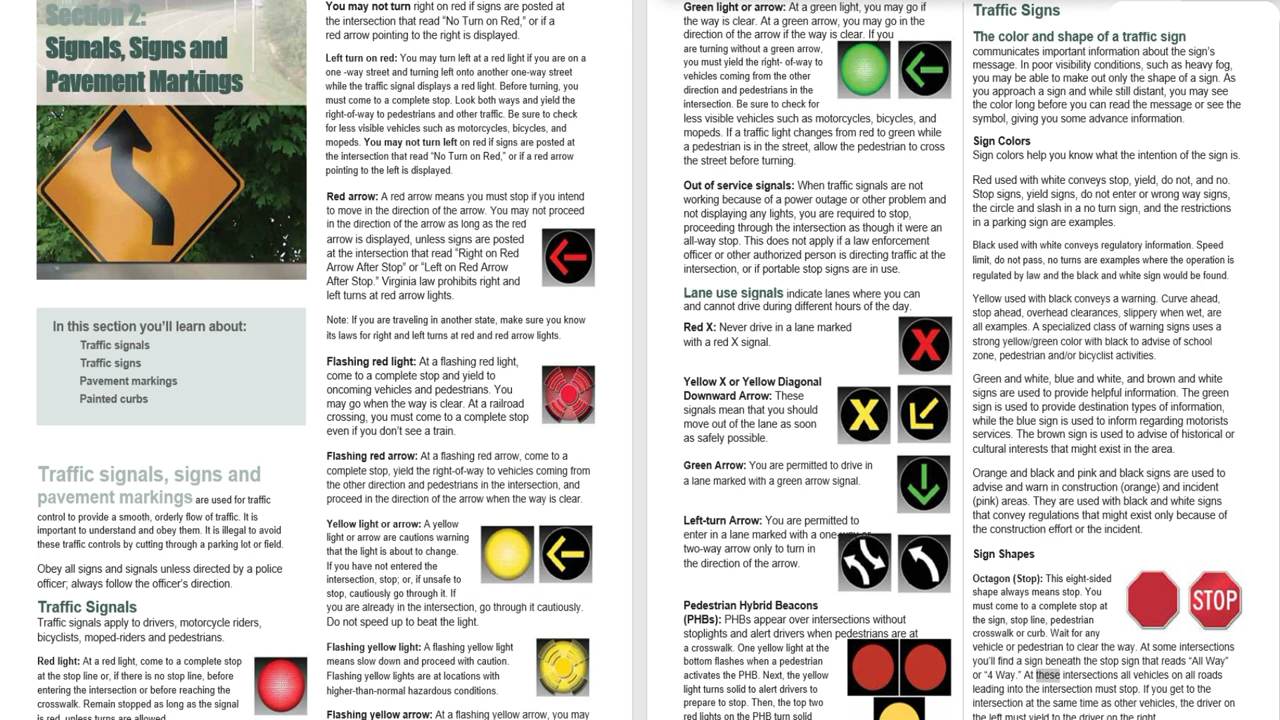 Section 2:
Signals, Signs and
Pavement Markings
In this section you'll learn about:
Traffic signals
Traffic signs
Pavement markings
Painted curbs
Traffic signals, signs and
pavement markings are used for traffic
control to provide a smooth, orderly flow of traffic. It is
important to understand and obey them. It is illegal to avoid
these traffic controls by cutting through a parking lot or field.
Obey all signs and signals unless directed by a police
officer; always follow the officer's direction.
Traffic Signals
Traffic signals apply to drivers, motorcycle riders,
bicyclists, moped-riders and pedestrians.
Red light: At a red light, come to a complete stop
at the stop line or, if there is no stop line, before
entering the intersection or before reaching the
crosswalk. Remain stopped as long as the signal
is red, unless turns are allowed.
You may not turn right on red if signs are posted at
the intersection that read "No Turn on Red," or if a
red arrow pointing to the right is displayed.
Left turn on red: You may turn left at a red light if you are on a
one -way street and turning left onto another one-way street
while the traffic signal displays a red light. Before turning, you
must come to a complete stop. Look both ways and yield the
right-of-way to pedestrians and other traffic. Be sure to check
for less visible vehicles such as motorcycles, bicycles, and
mopeds. You may not turn left on red if signs are posted at
the intersection that read "No Turn on Red," or if a red arrow
pointing to the left is displayed.
Red arrow: A red arrow means you must stop if you intend
to move in the direction of the arrow. You may not proceed
in the direction of the arrow as long as the red
arrow is displayed, unless signs are posted
at the intersection that read "Right on Red
Arrow After Stop" or "Left on Red Arrow
After Stop." Virginia law prohibits right and
left turns at red arrow lights.
Note: If you are traveling in another state, make sure you know
its laws for right and left turns at red and red arrow lights.
Flashing red light: At a flashing red light,
come to a complete stop and yield to
oncoming vehicles and pedestrians. You
may go when the way is clear. At a railroad
crossing, you must come to a complete stop
even if you don't see a train.
Flashing red arrow: At a flashing red arrow, come to a
complete stop, yield the right-of-way to vehicles coming from
the other direction and pedestrians in the intersection, and
proceed in the direction of the arrow when the way is clear.
Yellow light or arrow: A yellow
light or arrow are cautions warning
that the light is about to change.
If you have not entered the
intersection, stop; or, if unsafe to
stop, cautiously go through it. If
you are already in the intersection, go through it cautiously.
Do not speed up to beat the light.
Flashing yellow light: A flashing yellow light
means slow down and proceed with caution.
Flashing yellow lights are at locations with
higher-than-normal hazardous conditions.
Flashing yellow arrow: At a flashing yellow arrow, you may
Green light or arrow: At a green light, you may go if
the way is clear. At a green arrow, you may go in the
direction of the arrow if the way is clear. If you
are turning without a green arrow,
you must yield the right- of-way to
vehicles coming from the other
direction and pedestrians in the
intersection. Be sure to check for
less visible vehicles such as motorcycles, bicycles, and
mopeds. If a traffic light changes from red to green while
a pedestrian is in the street, allow the pedestrian to cross
the street before turning.
Out of service signals: When traffic signals are not
working because of a power outage or other problem and
not displaying any lights, you are required to stop,
proceeding through the intersection as though it were an
all-way stop. This does not apply if a law enforcement
officer or other authorized person is directing traffic at the
intersection, or if portable stop signs are in use.
Lane use signals indicate lanes where you can
and cannot drive during different hours of the day.
Red X: Never drive in a lane marked
with a red X signal.
X
Yellow X or Yellow Diagonal
Downward Arrow: These
signals mean that you should
move out of the lane as soon
as safely possible.
X
Green Arrow: You are permitted to drive in
a lane marked with a green arrow signal.
Left-turn Arrow: You are permitted to
enter in a lane marked with a one-way or
two-way arrow only to turn in
the direction of the arrow.
Pedestrian Hybrid Beacons
(PHBs): PHBs appear over intersections without
stoplights and alert drivers when pedestrians are at
a crosswalk. One yellow light at the
bottom flashes when a pedestrian
activates the PHB. Next, the yellow
light turns solid to alert drivers to
prepare to stop. Then, the top two
red lights on the PHB turn solid
Traffic Signs
The color and shape of a traffic sign
communicates important information about the sign's
message. In poor visibility conditions, such as heavy fog,
you may be able to make out only the shape of a sign. As
you approach a sign and while still distant, you may see
the color long before you can read the message or see the
symbol, giving you some advance information.
Sign Colors
Sign colors help you know what the intention of the sign is.
Red used with white conveys stop, yield, do not, and no.
Stop signs, yield signs, do not enter or wrong way signs,
the circle and slash in a no turn sign, and the restrictions
in a parking sign are examples.
Black used with white conveys regulatory information. Speed
limit, do not pass, no turns are examples where the operation is
regulated by law and the black and white sign would be found.
Yellow used with black conveys a warning. Curve ahead,
stop ahead, overhead clearances, slippery when wet, are
all examples. A specialized class of warning signs uses a
strong yellow/green color with black to advise of school
zone, pedestrian and/or bicyclist activities.
Green and white, blue and white, and brown and white
signs are used to provide helpful information. The green
sign is used to provide destination types of information,
while the blue sign is used to inform regarding motorists
services. The brown sign is used to advise of historical or
cultural interests that might exist in the area.
Orange and black and pink and black signs are used to
advise and warn in construction (orange) and incident
(pink) areas. They are used with black and white signs
that convey regulations that might exist only because of
the construction effort or the incident.
Sign Shapes
Octagon (Stop): This eight-sided
shape always means stop. You
must come to a complete stop at
the sign, stop line, pedestrian
crosswalk or curb. Wait for any
STOP
vehicle or pedestrian to clear the way. At some intersections
you'll find a sign beneath the stop sign that reads "All Way"
or "4 Way." At these intersections all vehicles on all roads
leading into the intersection must stop. If you get to the
intersection at the same time as other vehicles, the driver on
the left must yield to the driver on the right.